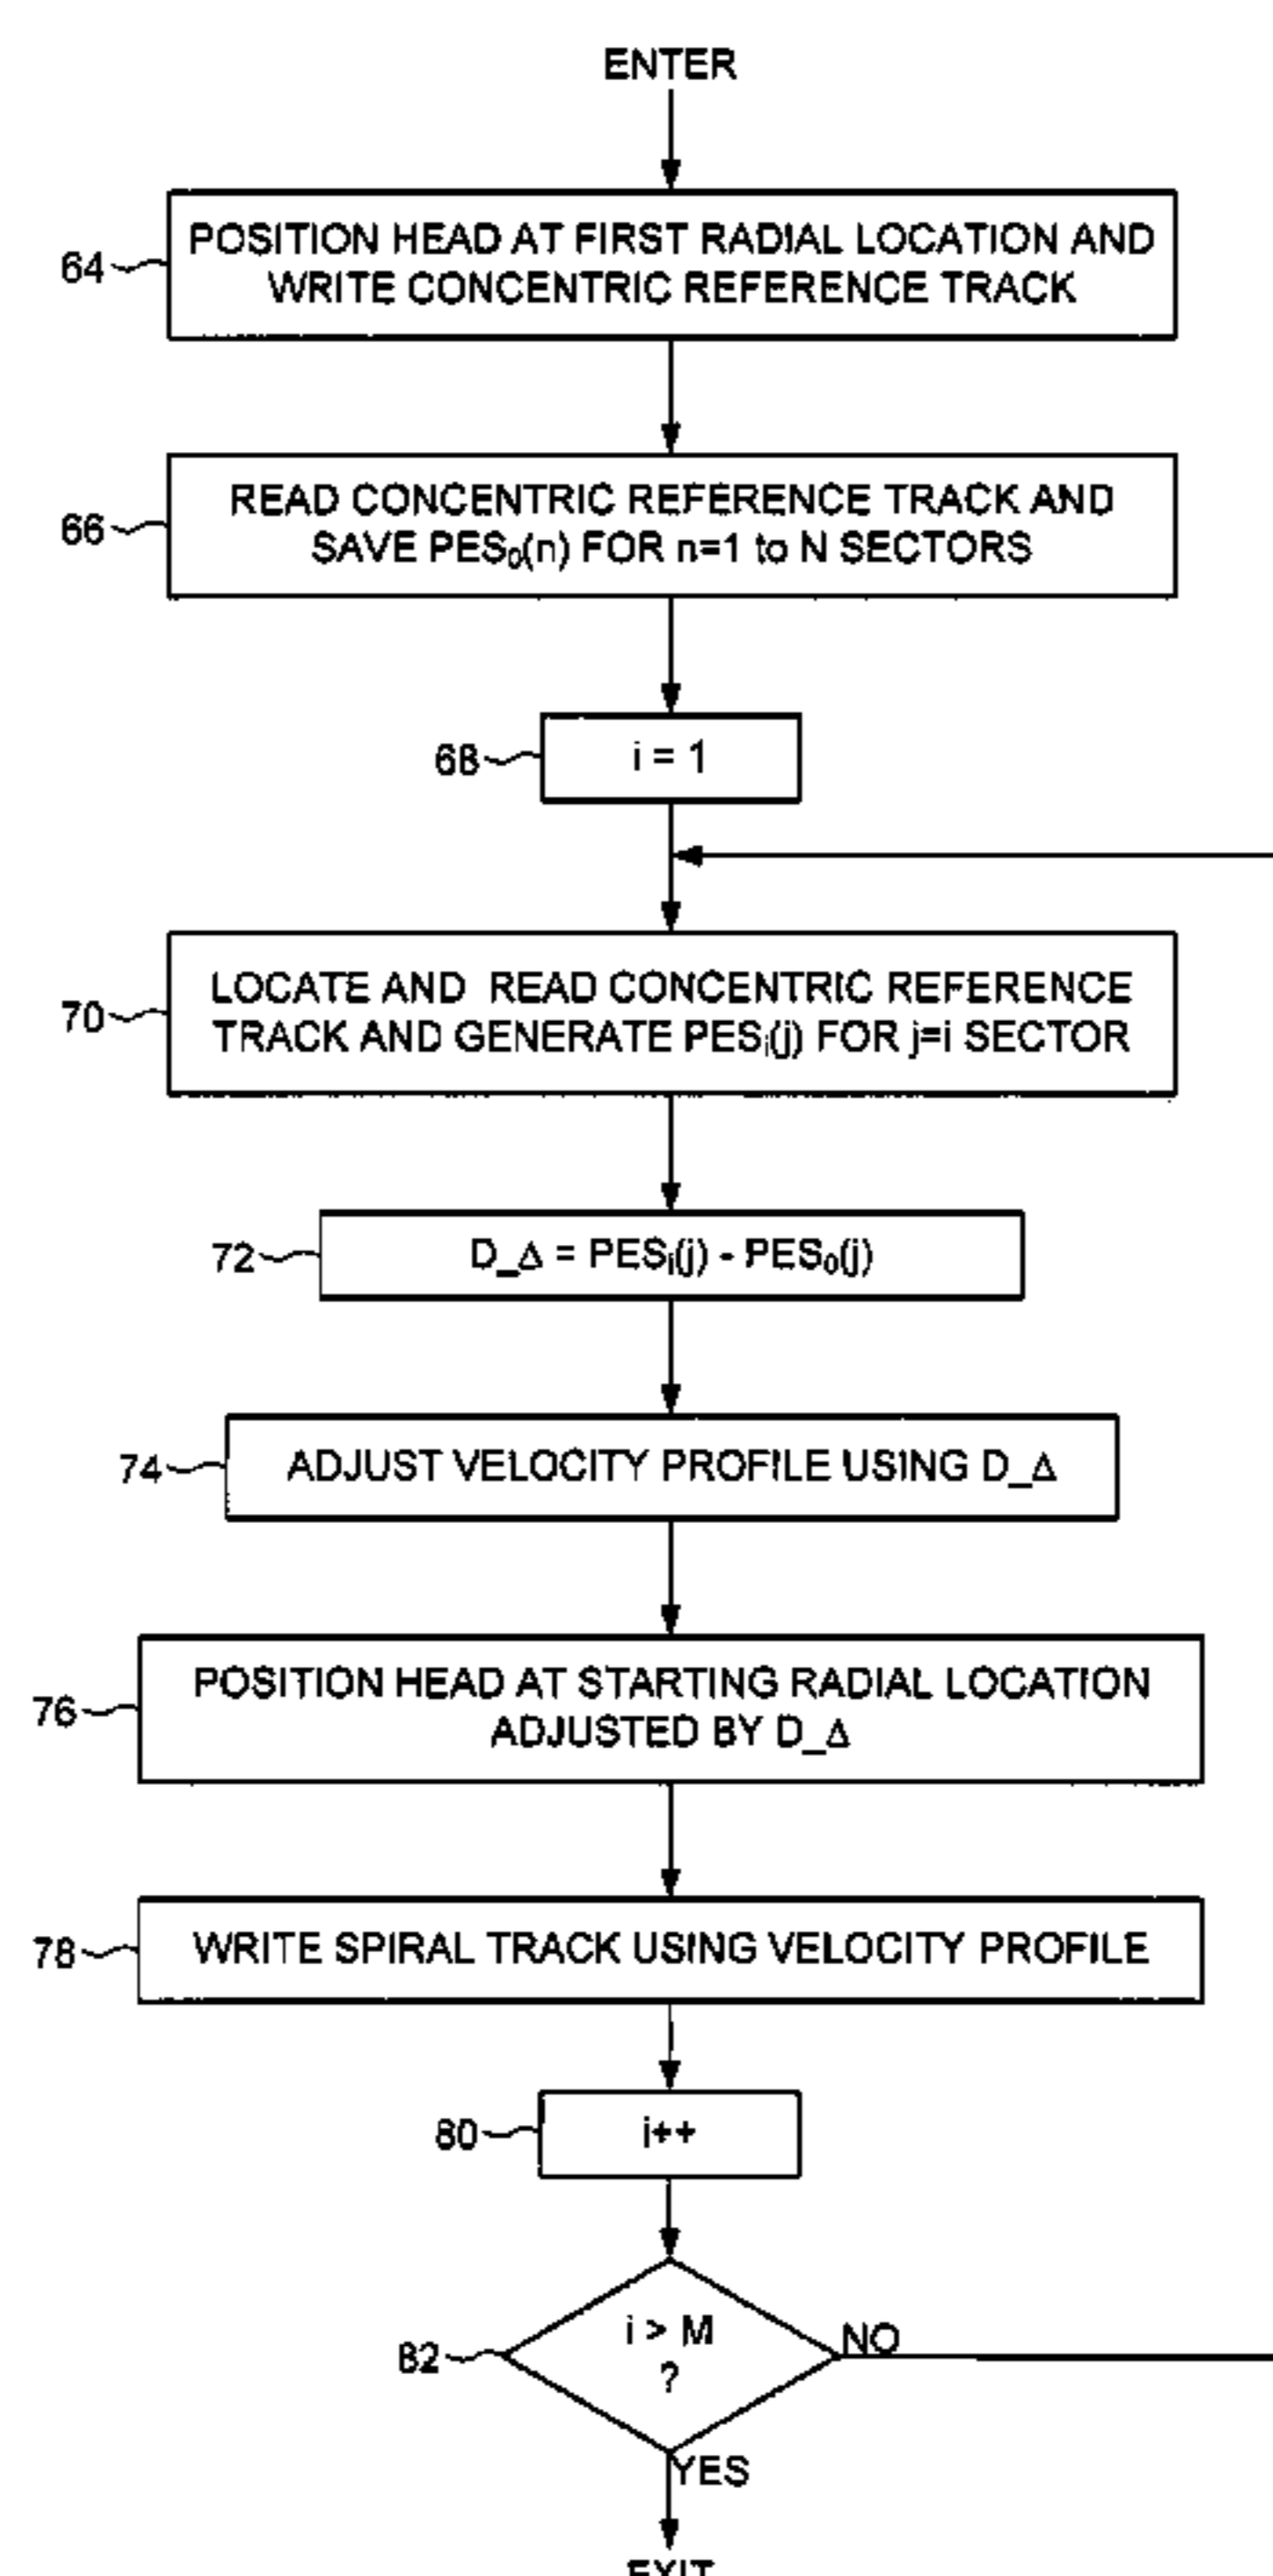 ENTER
64
POSITION HEAD AT FIRST RADIAL LOCATION AND
WRITE CONCENTRIC REFERENCE TRACK
66
READ CONCENTRIC REFERENCE TRACK AND
SAVE PES₀(n) FOR n=1 to N SECTORS
68
i = 1
70
LOCATE AND READ CONCENTRIC REFERENCE
TRACK AND GENERATE PESᵢ(j) FOR j=i SECTOR
72
D_Δ = PESᵢ(j) - PES₀(j)
74
ADJUST VELOCITY PROFILE USING D_Δ
76
POSITION HEAD AT STARTING RADIAL LOCATION
ADJUSTED BY D_Δ
78
WRITE SPIRAL TRACK USING VELOCITY PROFILE
80
i++
82
i > M
?
NO
YES
EXIT